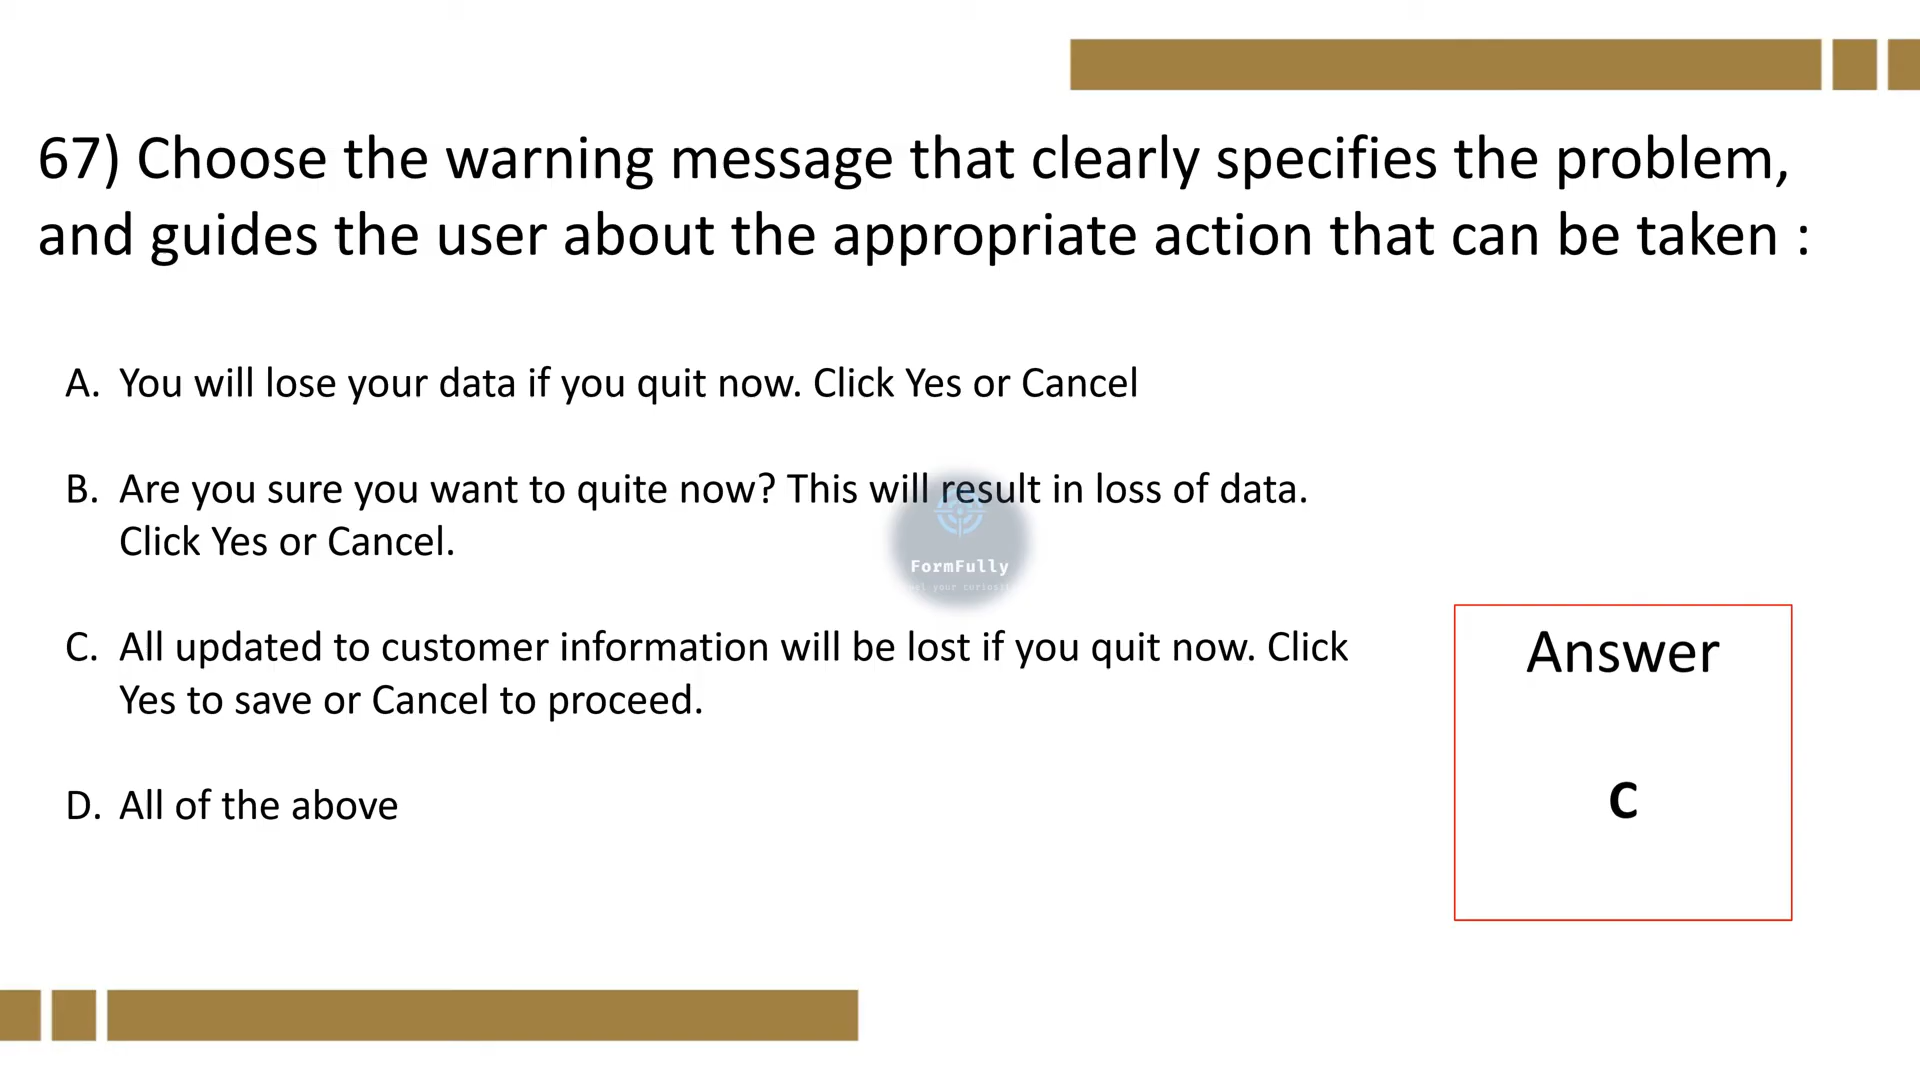 67) Choose the warning message that clearly specifies the problem,
and guides the user about the appropriate action that can be taken :
A. You will lose your data if you quit now. Click Yes or Cancel
B. Are you sure you want to quite now? This will result in loss of data.
Click Yes or Cancel.
FormFully
C. All updated to customer information will be lost if you quit now. Click
Yes to save or Cancel to proceed.
D. All of the above
Answer
C